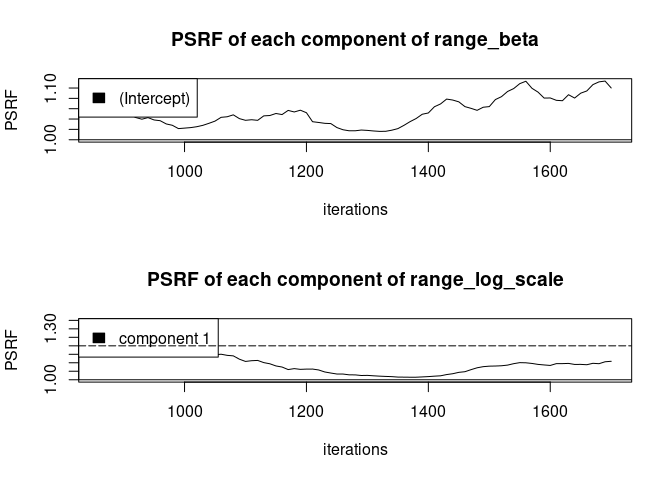 PSRF of each component of range_beta
PSRF
1.10
1.00
(Intercept)
1000 1200 1400 1600
iterations
PSRF of each component of range_log_scale
PSRF
1.30
1.00
component 1
1000 1200 1400 1600
iterations